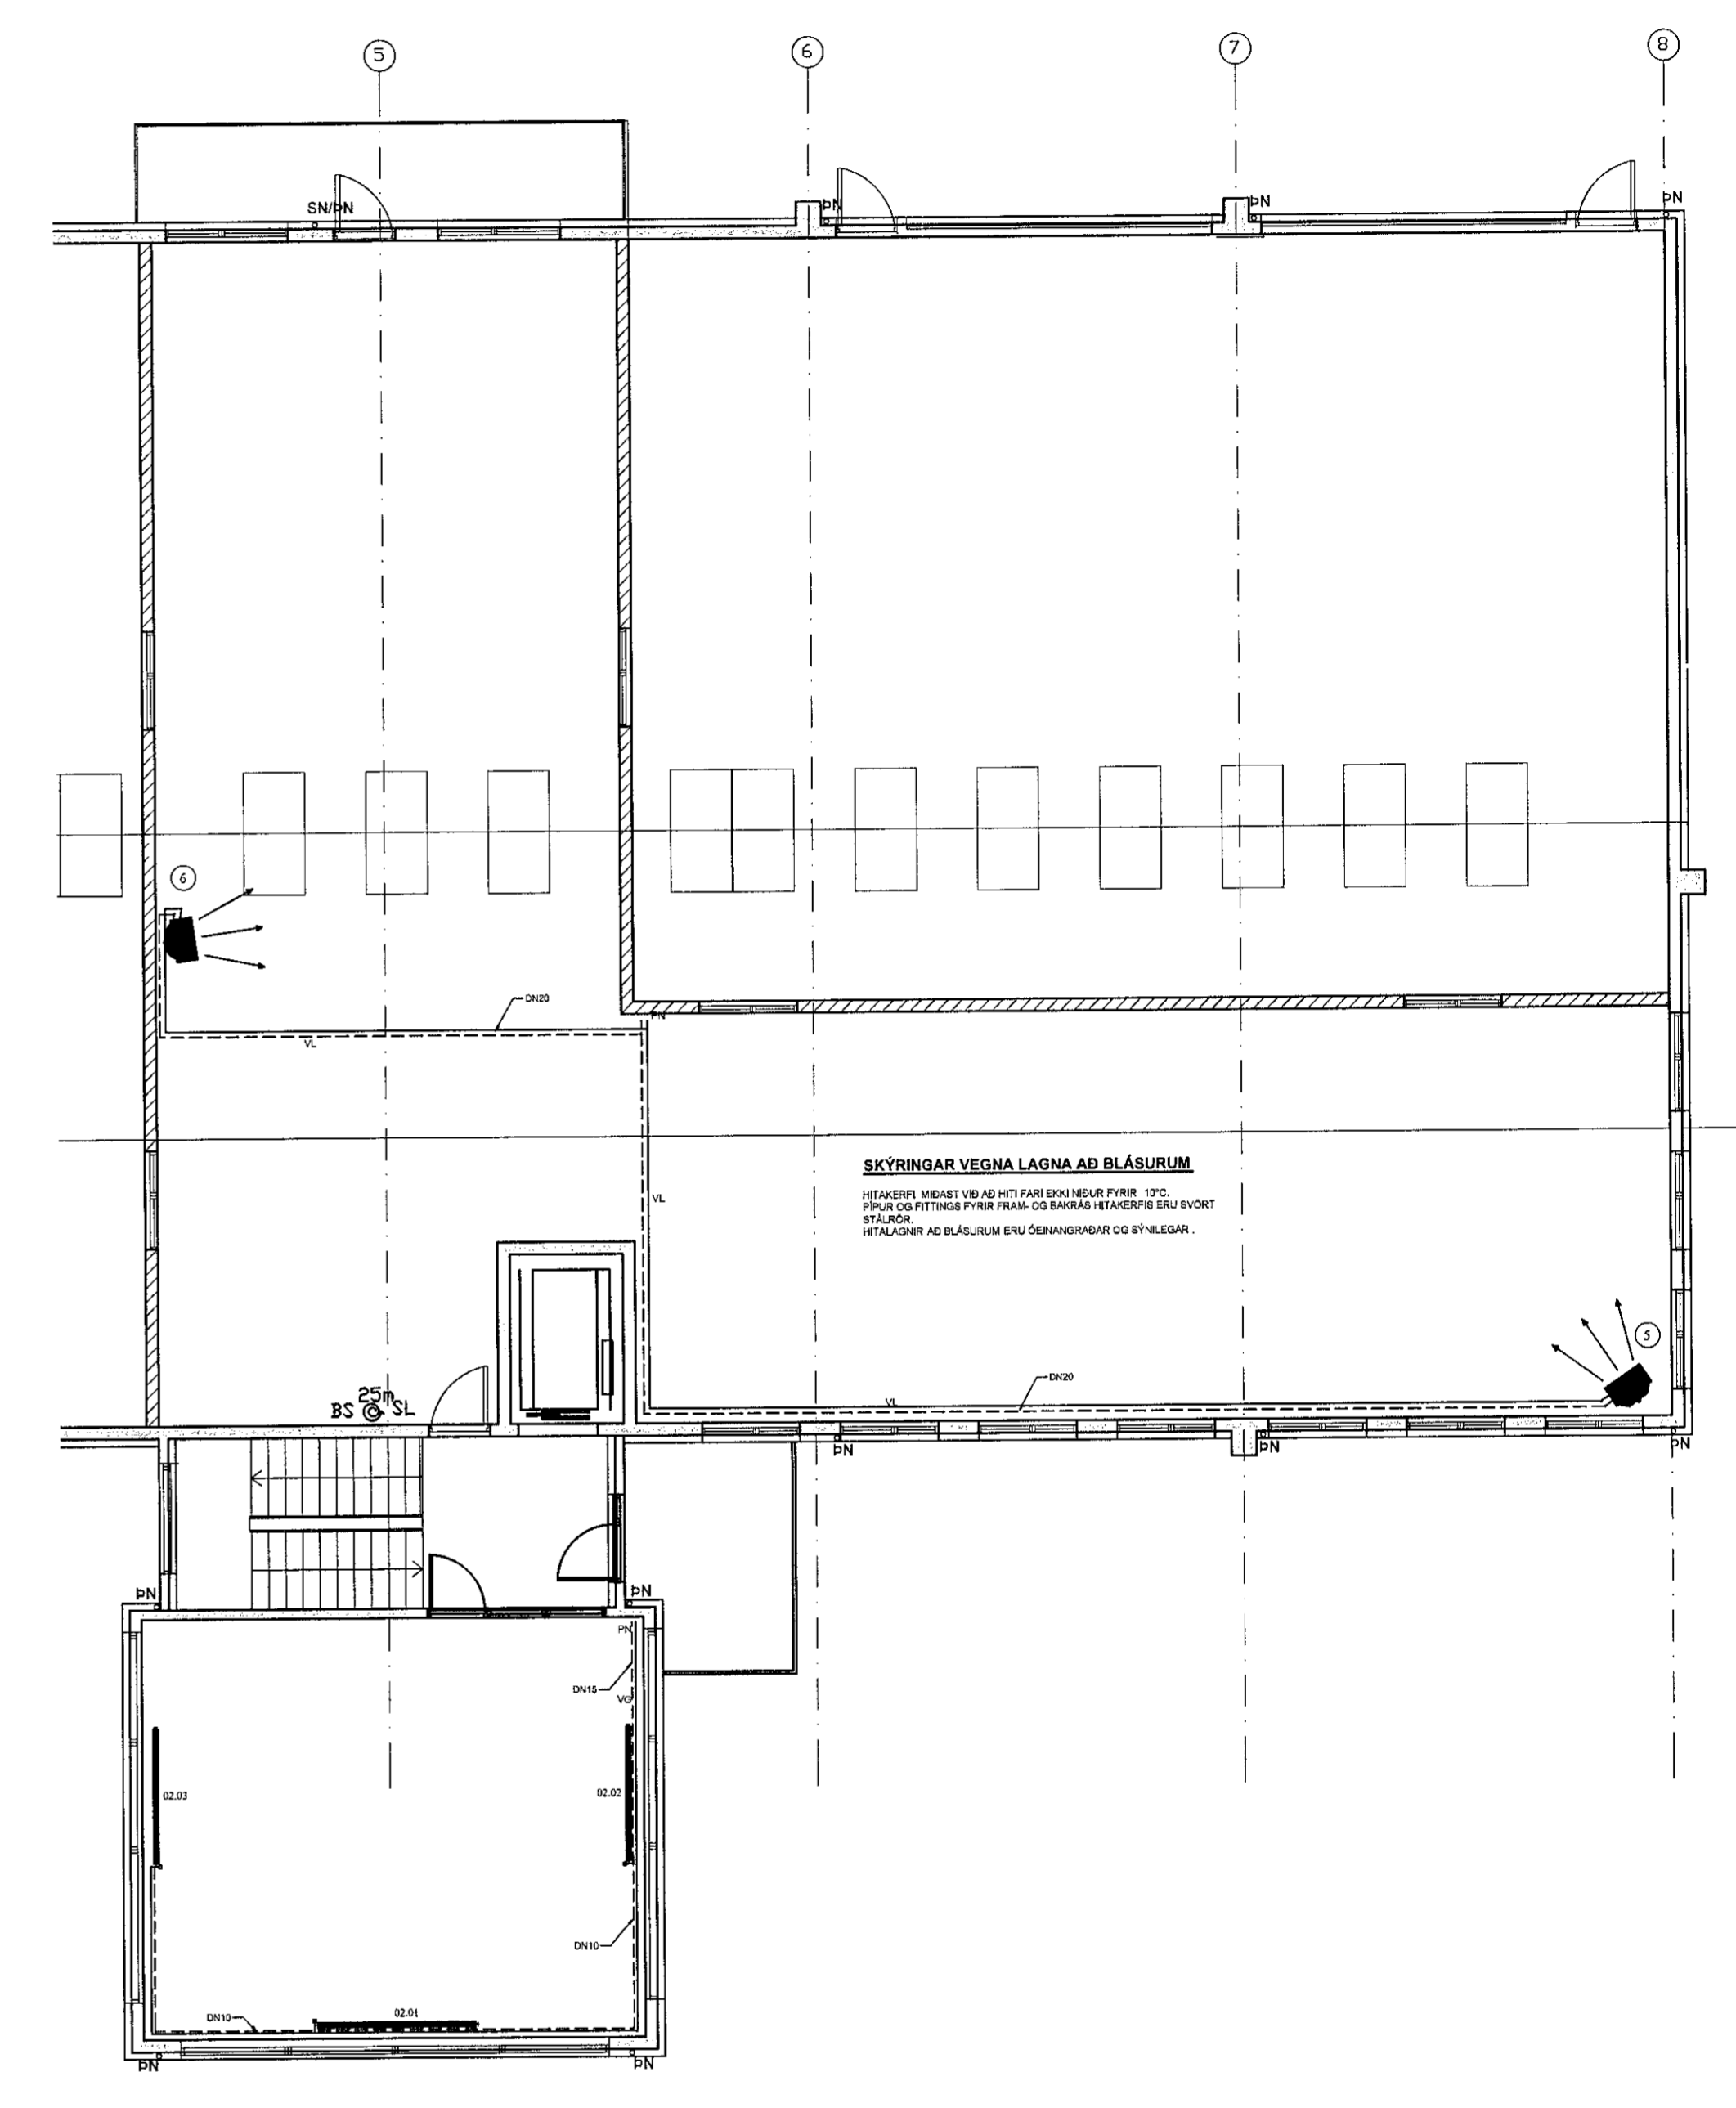 5
6
7
8
SN/ÞN
ÞN
ÞN
ÞN
6
DN20
ÞN
VL
SKÝRINGAR VEGNA LAGNA AÐ BLÁSURUM
VL
HITAKERFI MIÐAST VIÐ AÐ HITI FARI EKKI NIÐUR FYRIR 10°C.
PÍPUR OG FITTINGS FYRIR FRAM- OG BAKRÁS HITAKERFIS ERU SVÖRT
STÁLRÖR.
HITALAGNIR AÐ BLÁSURUM ERU ÓEINANGRAÐAR OG SÝNILEGAR.
5
DN20
25m
BS SL
VL
ÞN
ÞN
ÞN
ÞN
ÞN
ÞN
DN15
VG
02.03
02.02
DN10
DN10
02.01
ÞN
ÞN